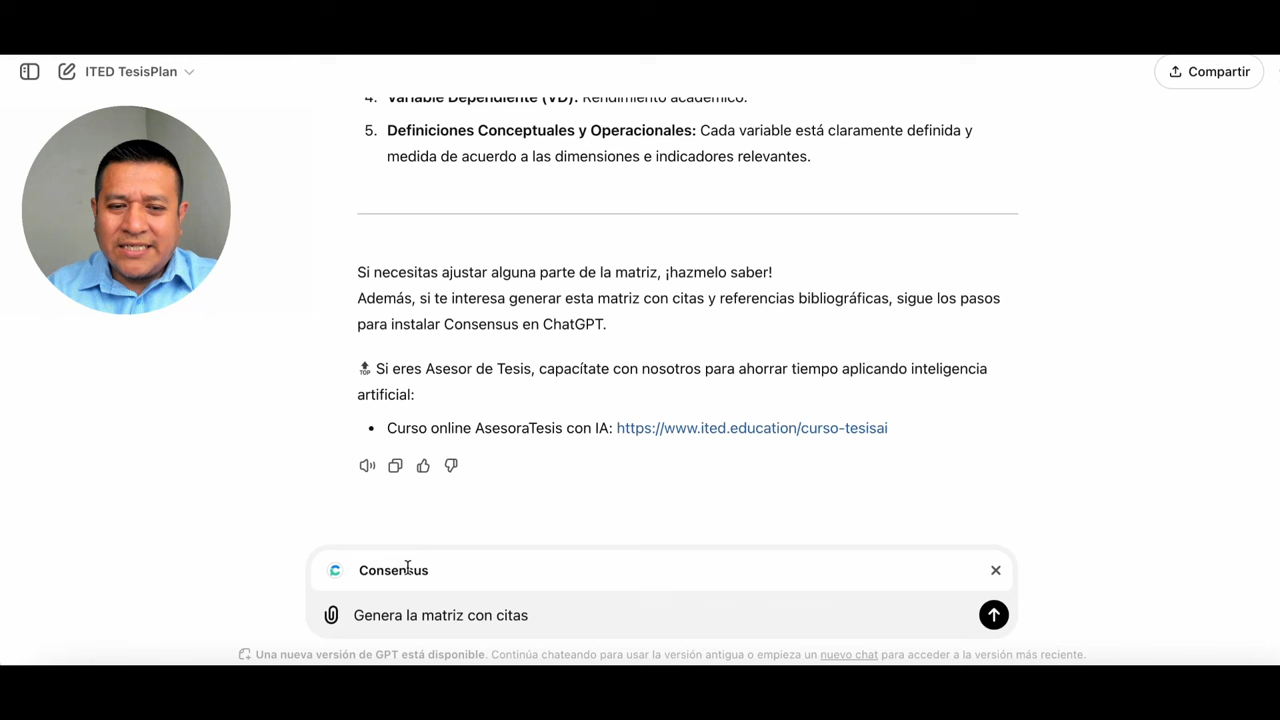 ITED TesisPlan
Compartir
4. Variable Dependiente (VD): Rendimiento académico.
5. Definiciones Conceptuales y Operacionales: Cada variable está claramente definida y
medida de acuerdo a las dimensiones e indicadores relevantes.
Si necesitas ajustar alguna parte de la matriz, ¡hazmelo saber!
Además, si te interesa generar esta matriz con citas y referencias bibliográficas, sigue los pasos
para instalar Consensus en ChatGPT.
🔝 Si eres Asesor de Tesis, capacítate con nosotros para ahorrar tiempo aplicando inteligencia
artificial:
• Curso online AsesoraTesis con IA: https://www.ited.education/curso-tesisai
Consensus
Genera la matriz con citas
Una nueva versión de GPT está disponible. Continúa chateando para usar la versión antigua o empieza un nuevo chat para acceder a la versión más reciente.